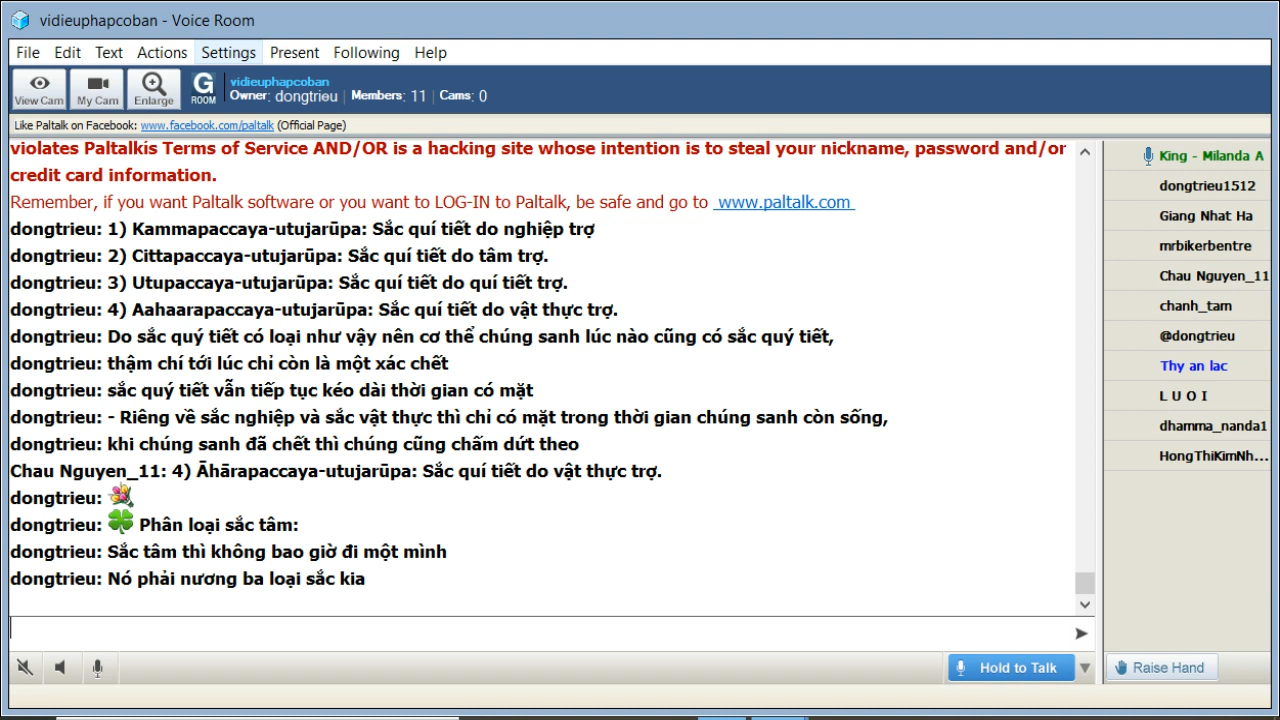 vidieuphapcoban - Voice Room
File Edit Text Actions Settings Present Following Help
View Cam
My Cam
Enlarge
G ROOM
vidieuphapcoban
Owner: dongtrieu | Members: 11 | Cams: 0
Like Paltalk on Facebook: www.facebook.com/paltalk (Official Page)
violates Paltalkís Terms of Service AND/OR is a hacking site whose intention is to steal your nickname, password and/or
credit card information.
Remember, if you want Paltalk software or you want to LOG-IN to Paltalk, be safe and go to www.paltalk.com
dongtrieu: 1) Kammapaccaya-utujarūpa: Sắc quí tiết do nghiệp trợ
dongtrieu: 2) Cittapaccaya-utujarūpa: Sắc quí tiết do tâm trợ.
dongtrieu: 3) Utupaccaya-utujarūpa: Sắc quí tiết do quí tiết trợ.
dongtrieu: 4) Aahaarapaccaya-utujarūpa: Sắc quí tiết do vật thực trợ.
dongtrieu: Do sắc quý tiết có loại như vậy nên cơ thể chúng sanh lúc nào cũng có sắc quý tiết,
dongtrieu: thậm chí tới lúc chỉ còn là một xác chết
dongtrieu: sắc quý tiết vẫn tiếp tục kéo dài thời gian có mặt
dongtrieu: - Riêng về sắc nghiệp và sắc vật thực thì chỉ có mặt trong thời gian chúng sanh còn sống,
dongtrieu: khi chúng sanh đã chết thì chúng cũng chấm dứt theo
Chau Nguyen_11: 4) Āhārapaccaya-utujarūpa: Sắc quí tiết do vật thực trợ.
dongtrieu:
dongtrieu: Phân loại sắc tâm:
dongtrieu: Sắc tâm thì không bao giờ đi một mình
dongtrieu: Nó phải nương ba loại sắc kia
King - Milanda A
dongtrieu1512
Giang Nhat Ha
mrbikerbentre
Chau Nguyen_11
chanh_tam
@dongtrieu
Thy an lac
L U O I
dhamma_nanda1
HongThiKimNh...
Hold to Talk
Raise Hand